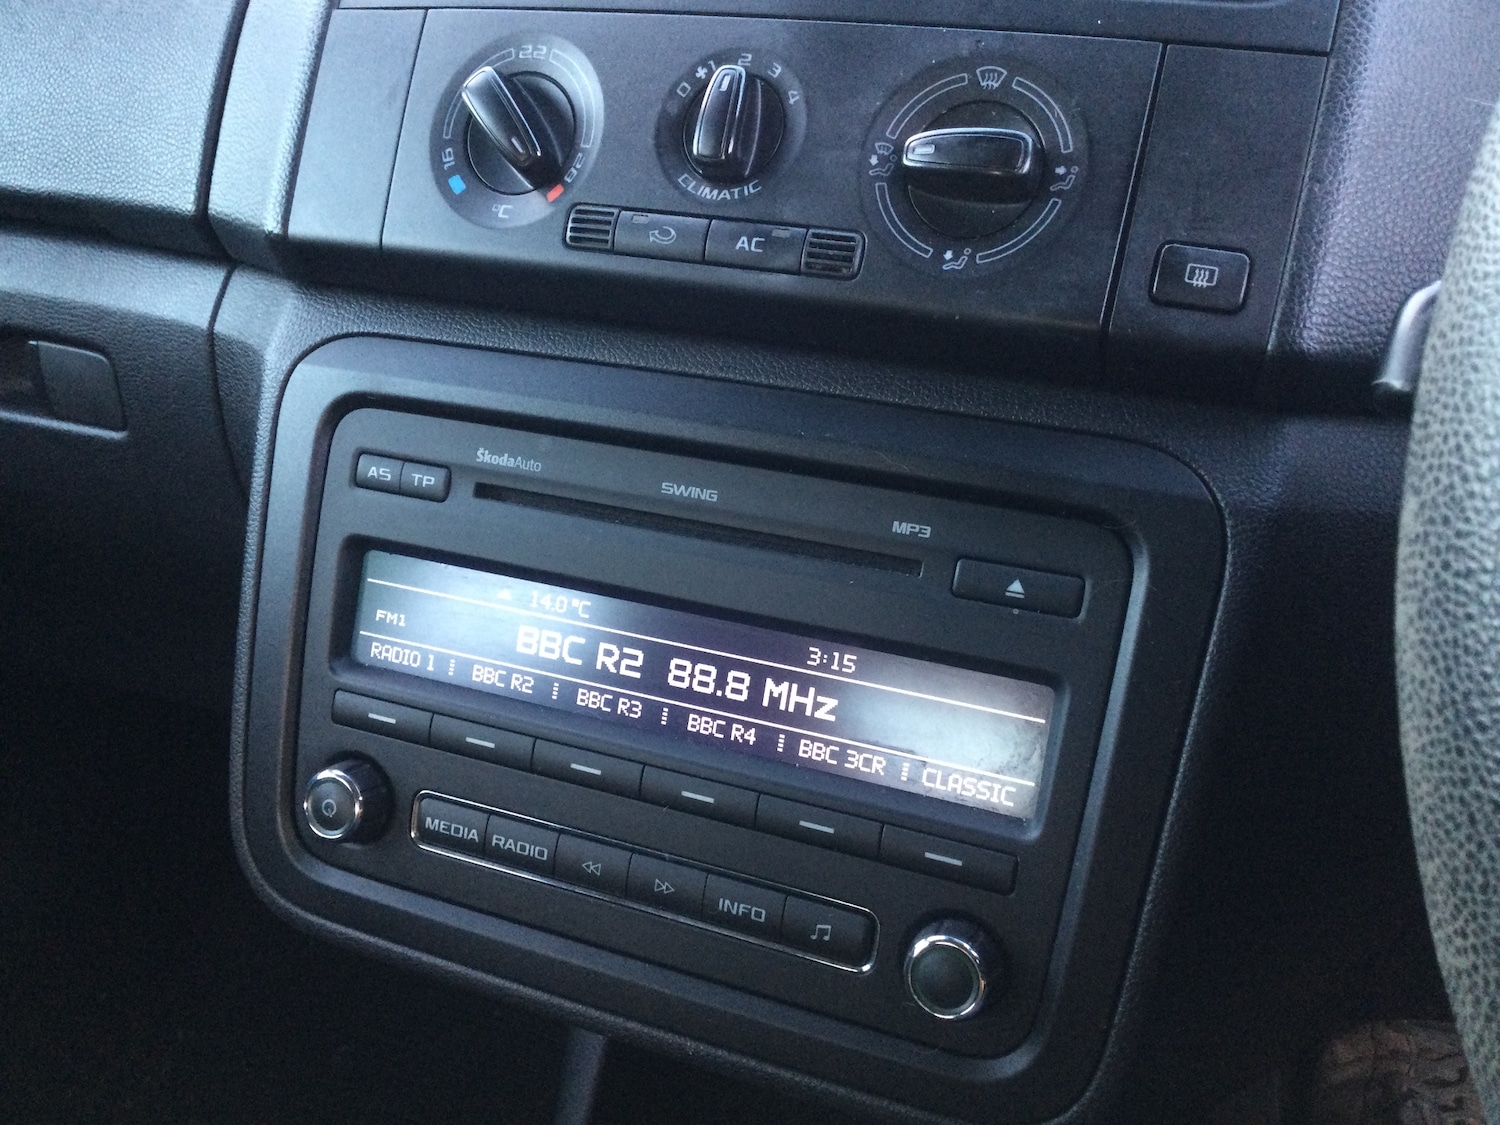 22
16
28
°C
0 1 2 3 4
CLIMATIC
AC
AS TP
ŠkodaAuto
SWING
MP3
14.0 °C
3:15
FM1
BBC R2 88.8 MHz
RADIO 1 BBC R2 BBC R3 BBC R4 BBC 3CR CLASSIC
MEDIA RADIO INFO